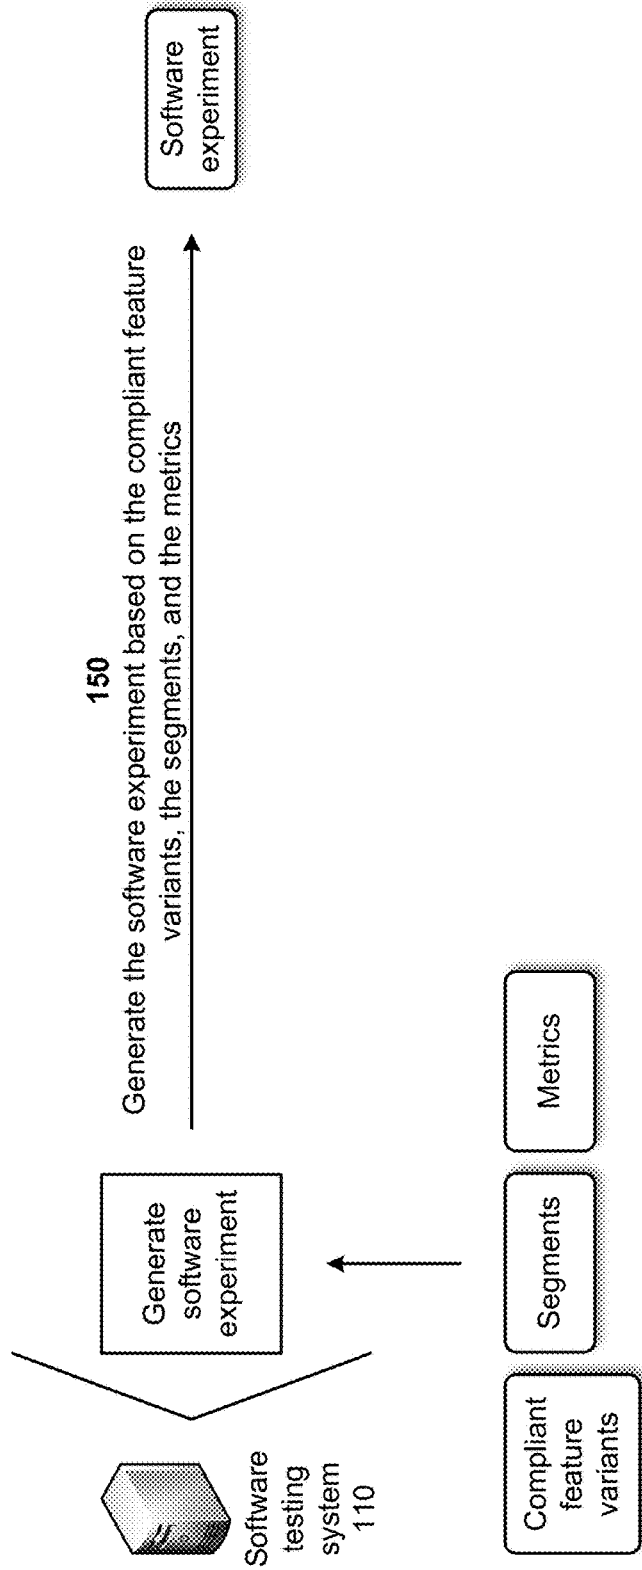 Software
testing
system
110
Generate
software
experiment
150
Generate the software experiment based on the compliant feature
variants, the segments, and the metrics
Software
experiment
Compliant
feature
variants
Segments
Metrics